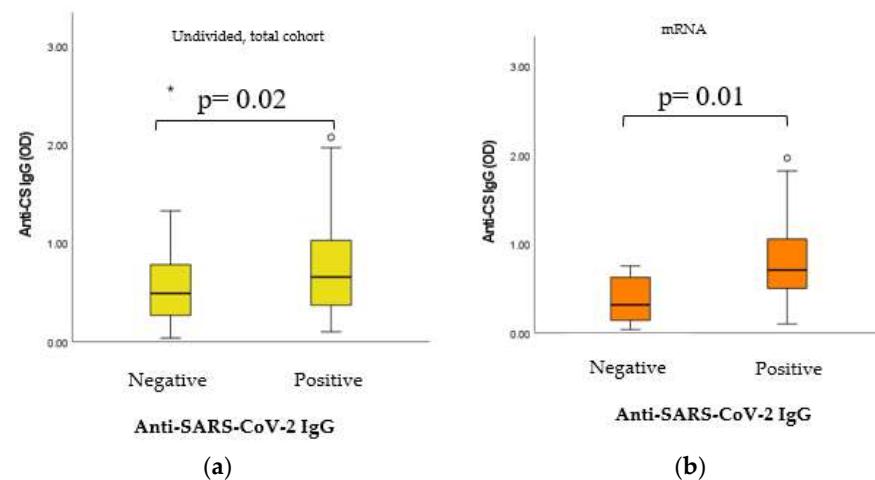 Undivided, total cohort
3.00
*
p= 0.02
2.00
Anti-CS IgG (OD)
1.00
0.00
Negative Positive
Anti-SARS-CoV-2 IgG
(a)
mRNA
3.00
p= 0.01
2.00
Anti-CS IgG (OD)
1.00
0.00
Negative Positive
Anti-SARS-CoV-2 IgG
(b)